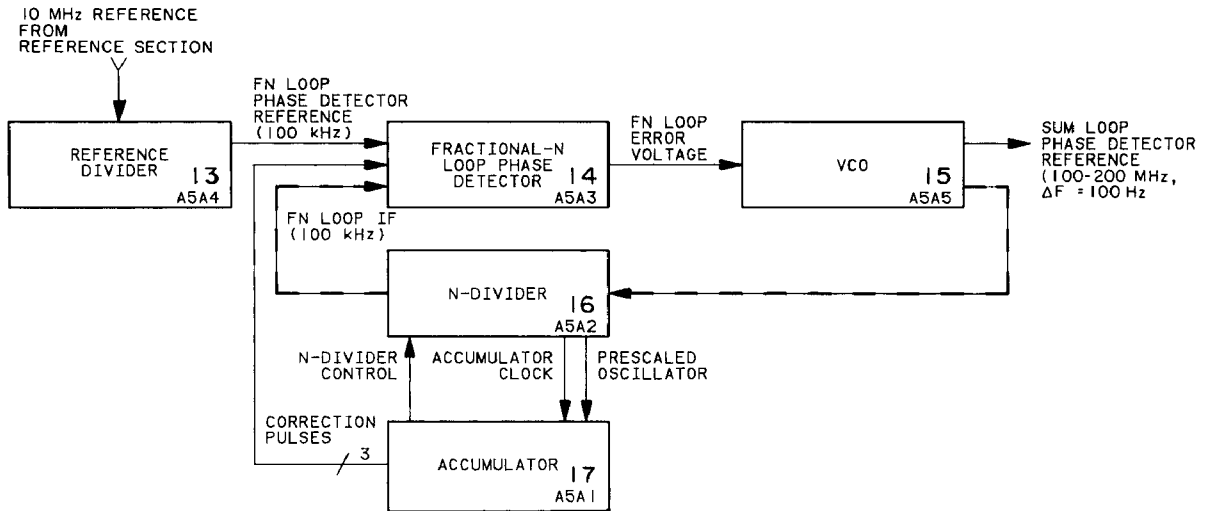 10 MHz REFERENCE
FROM
REFERENCE SECTION
FN LOOP
PHASE DETECTOR
REFERENCE
(100 kHz)
REFERENCE
DIVIDER
13
A5A4
FRACTIONAL-N
LOOP PHASE
DETECTOR
14
A5A3
FN LOOP
ERROR
VOLTAGE
VCO
15
A5A5
SUM LOOP
PHASE DETECTOR
REFERENCE
(100-200 MHz,
ΔF = 100 Hz
FN LOOP IF
(100 kHz)
N-DIVIDER
16
A5A2
N-DIVIDER
CONTROL
ACCUMULATOR
CLOCK
PRESCALED
OSCILLATOR
CORRECTION
PULSES
3
ACCUMULATOR
17
A5A1